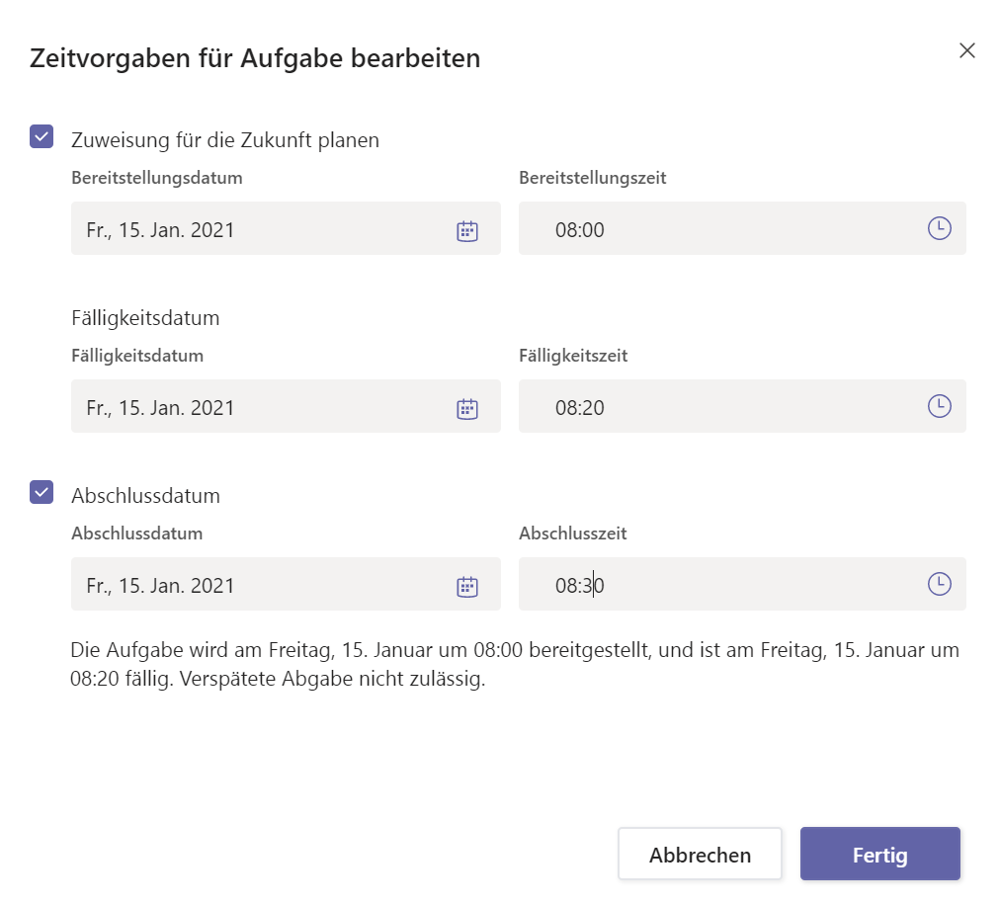 Zeitvorgaben für Aufgabe bearbeiten
Zuweisung für die Zukunft planen
Bereitstellungsdatum
Bereitstellungszeit
Fr., 15. Jan. 2021
08:00
Fälligkeitsdatum
Fälligkeitsdatum
Fälligkeitszeit
Fr., 15. Jan. 2021
08:20
Abschlussdatum
Abschlussdatum
Abschlusszeit
Fr., 15. Jan. 2021
08:30
Die Aufgabe wird am Freitag, 15. Januar um 08:00 bereitgestellt, und ist am Freitag, 15. Januar um
08:20 fällig. Verspätete Abgabe nicht zulässig.
Abbrechen
Fertig